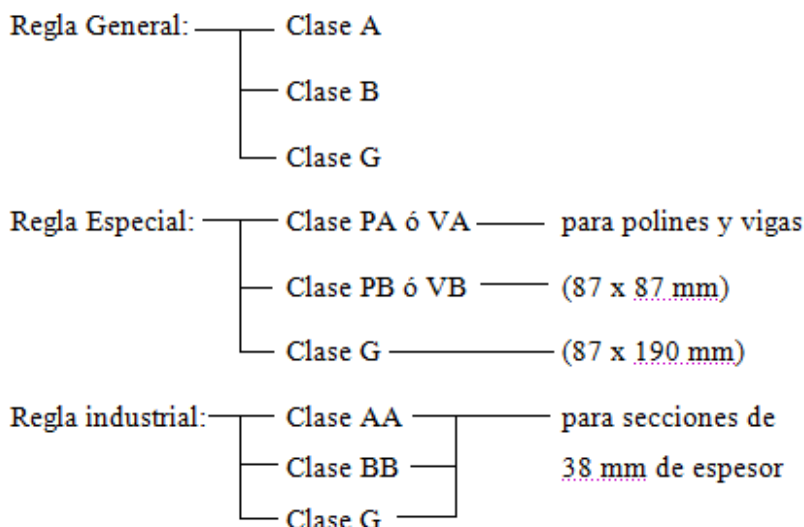 Regla General: Clase A
Clase B
Clase G
Regla Especial: Clase PA ó VA para polines y vigas
Clase PB ó VB (87 x 87 mm)
Clase G (87 x 190 mm)
Regla industrial: Clase AA para secciones de
Clase BB 38 mm de espesor
Clase G